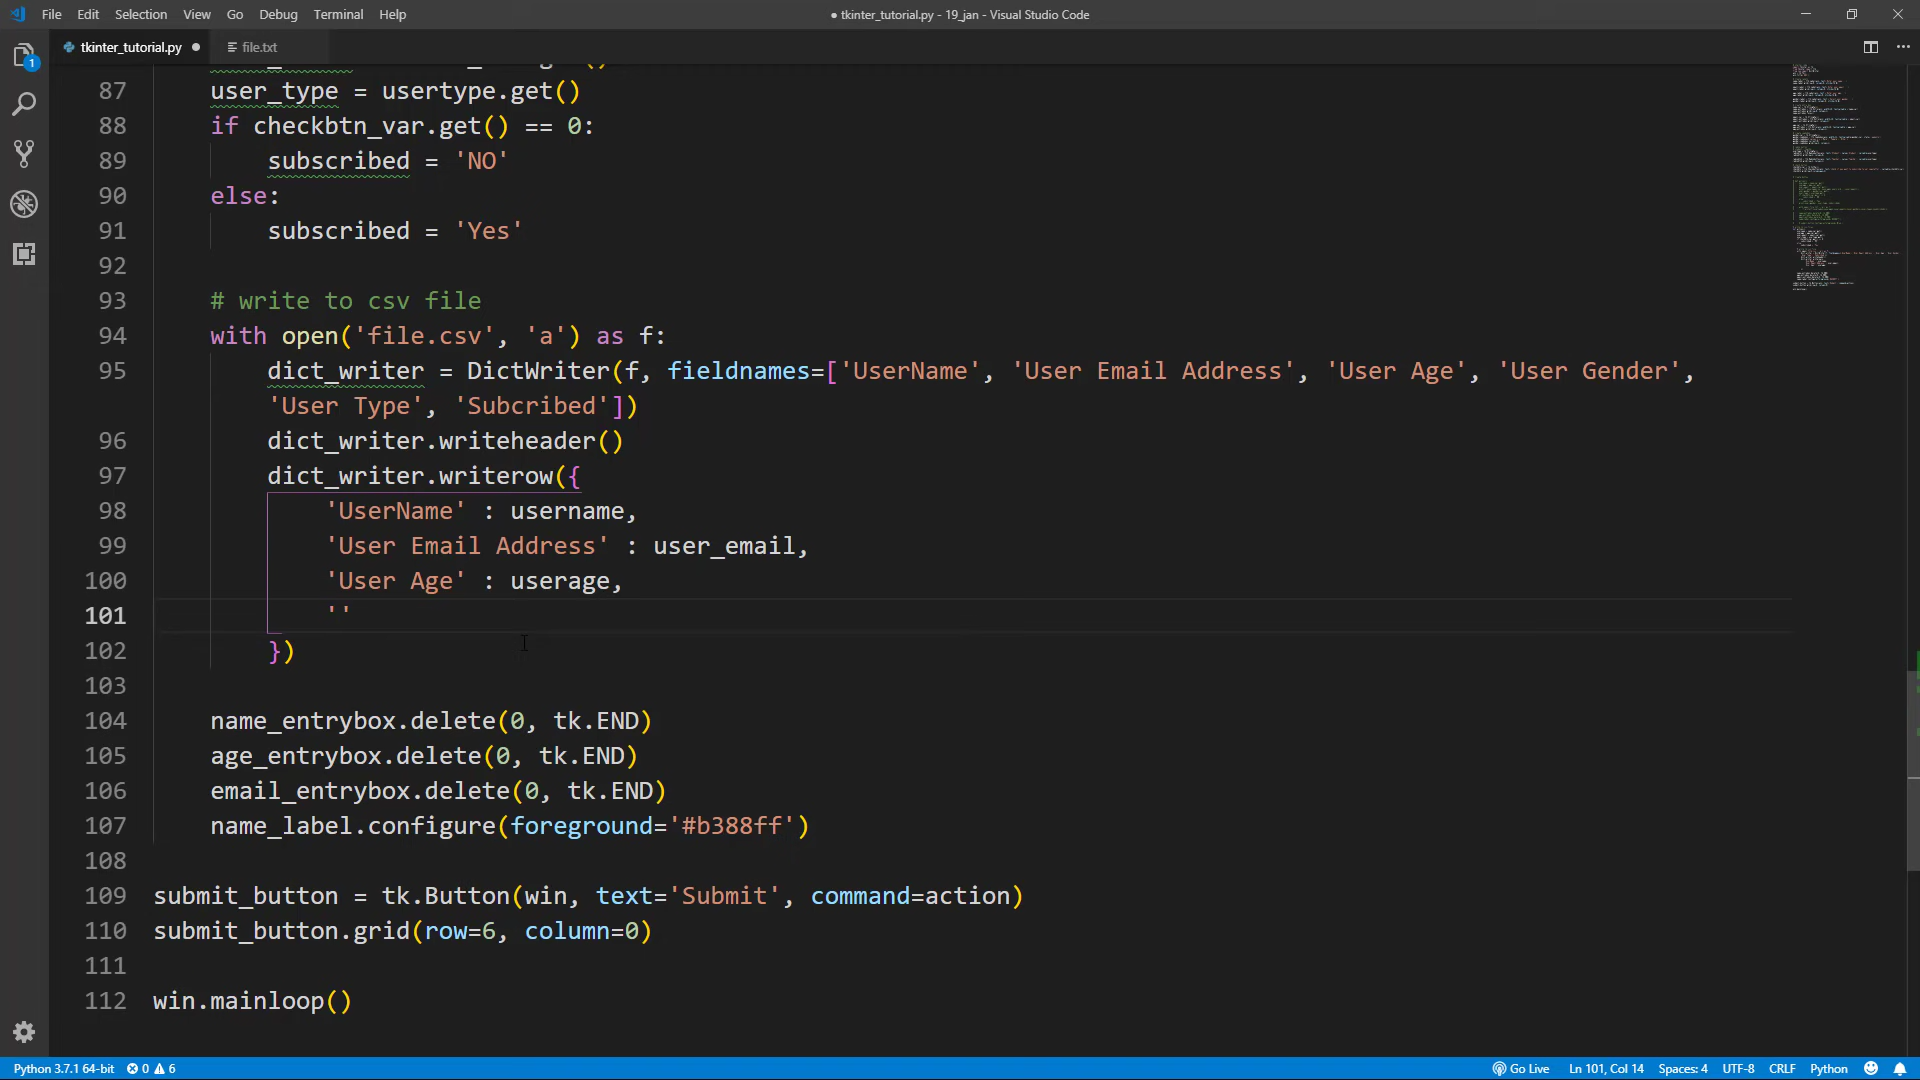 File Edit Selection View Go Debug Terminal Help
● tkinter_tutorial.py - 19_jan - Visual Studio Code
tkinter_tutorial.py ●
file.txt
1
87 user_type = usertype.get()
88 if checkbtn_var.get() == 0:
89 subscribed = 'NO'
90 else:
91 subscribed = 'Yes'
92
93 # write to csv file
94 with open('file.csv', 'a') as f:
95 dict_writer = DictWriter(f, fieldnames=['UserName', 'User Email Address', 'User Age', 'User Gender',
'User Type', 'Subcribed'])
96 dict_writer.writeheader()
97 dict_writer.writerow({
98 'UserName' : username,
99 'User Email Address' : user_email,
100 'User Age' : userage,
101 ''
102 })
103
104 name_entrybox.delete(0, tk.END)
105 age_entrybox.delete(0, tk.END)
106 email_entrybox.delete(0, tk.END)
107 name_label.configure(foreground='#b388ff')
108
109 submit_button = tk.Button(win, text='Submit', command=action)
110 submit_button.grid(row=6, column=0)
111
112 win.mainloop()
Python 3.7.1 64-bit 0 6 Go Live Ln 101, Col 14 Spaces: 4 UTF-8 CRLF Python